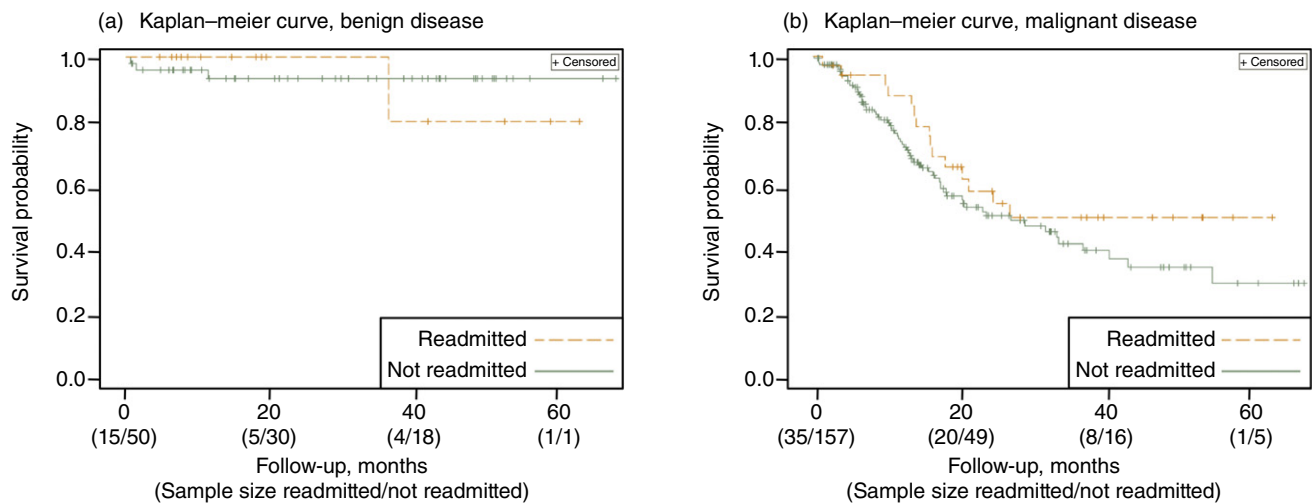 (a) Kaplan–meier curve, benign disease
+ Censored
1.0
0.8
0.6
0.4
0.2
0.0
Survival probability
Readmitted
Not readmitted
0 20 40 60
(15/50) (5/30) (4/18) (1/1)
Follow-up, months
(Sample size readmitted/not readmitted)
(b) Kaplan–meier curve, malignant disease
+ Censored
1.0
0.8
0.6
0.4
0.2
0.0
Survival probability
Readmitted
Not readmitted
0 20 40 60
(35/157) (20/49) (8/16) (1/5)
Follow-up, months
(Sample size readmitted/not readmitted)